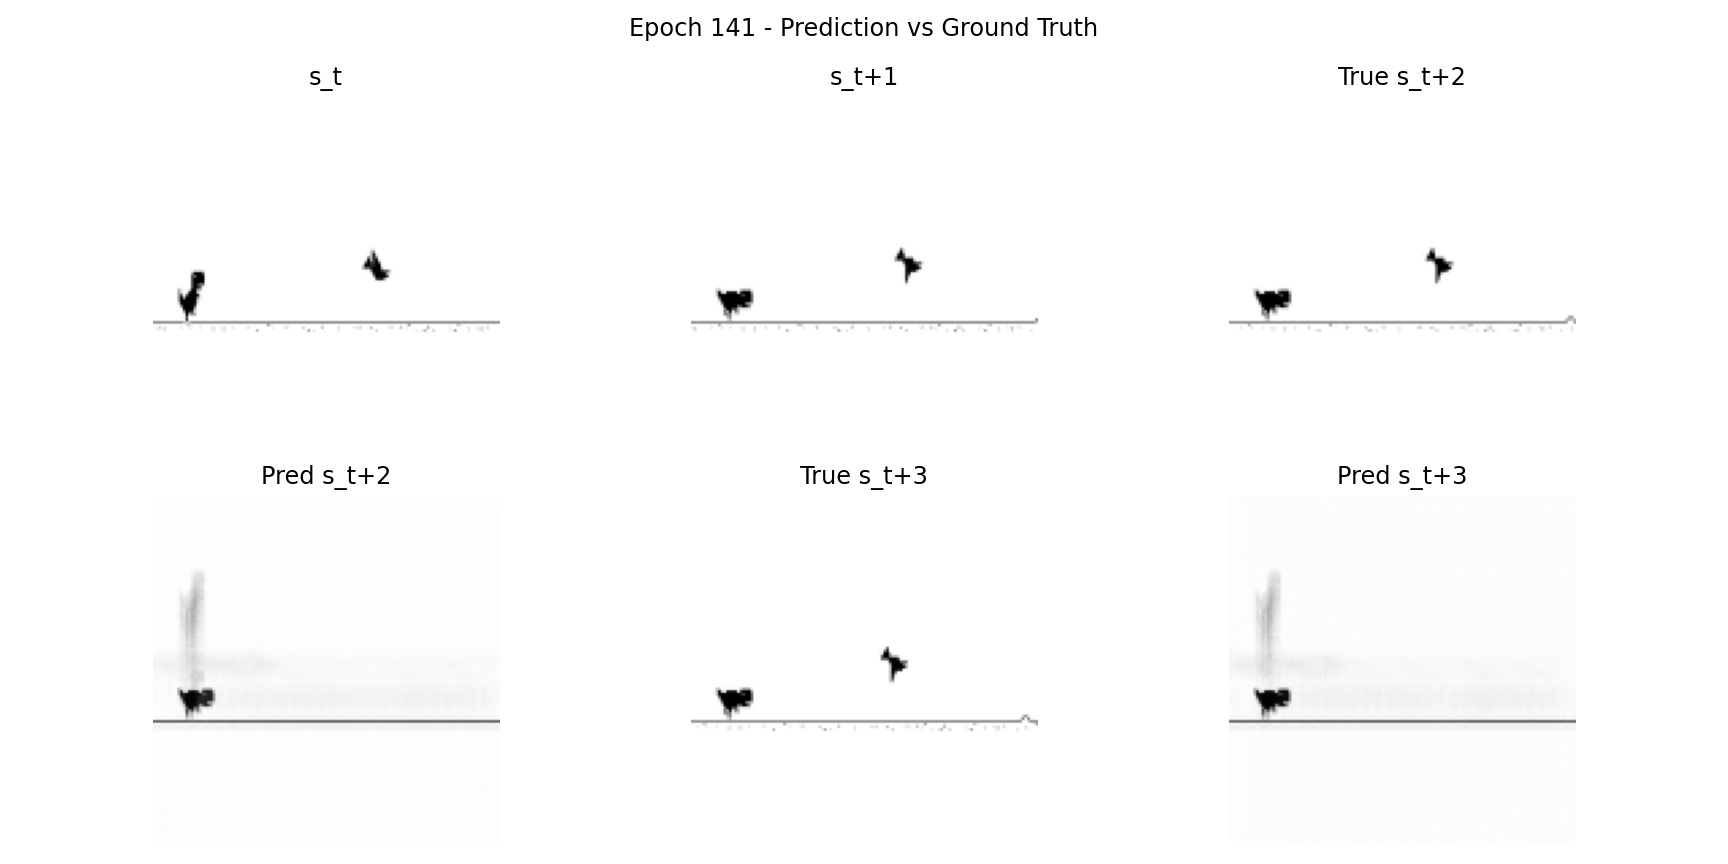 Epoch 141 - Prediction vs Ground Truth
s_t
s_t+1
True s_t+2
Pred s_t+2
True s_t+3
Pred s_t+3